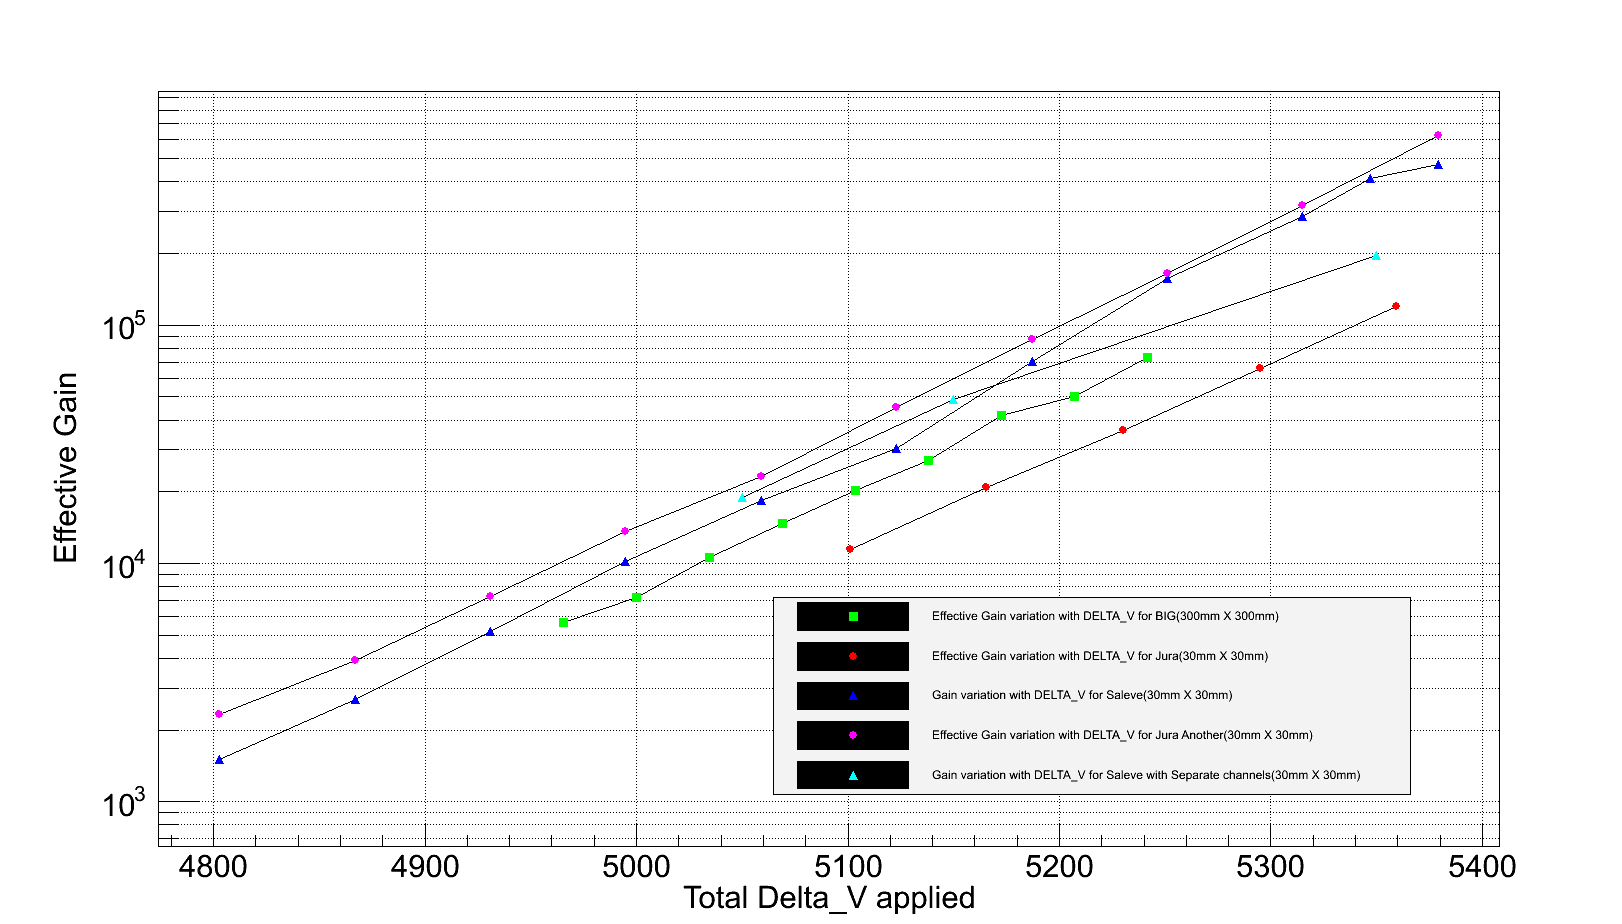 10^5
10^4
10^3
Effective Gain
Effective Gain variation with DELTA_V for BIG(300mm X 300mm)
Effective Gain variation with DELTA_V for Jura(30mm X 30mm)
Gain variation with DELTA_V for Saleve(30mm X 30mm)
Effective Gain variation with DELTA_V for Jura Another(30mm X 30mm)
Gain variation with DELTA_V for Saleve with Separate channels(30mm X 30mm)
4800 4900 5000 5100 5200 5300 5400
Total Delta_V applied